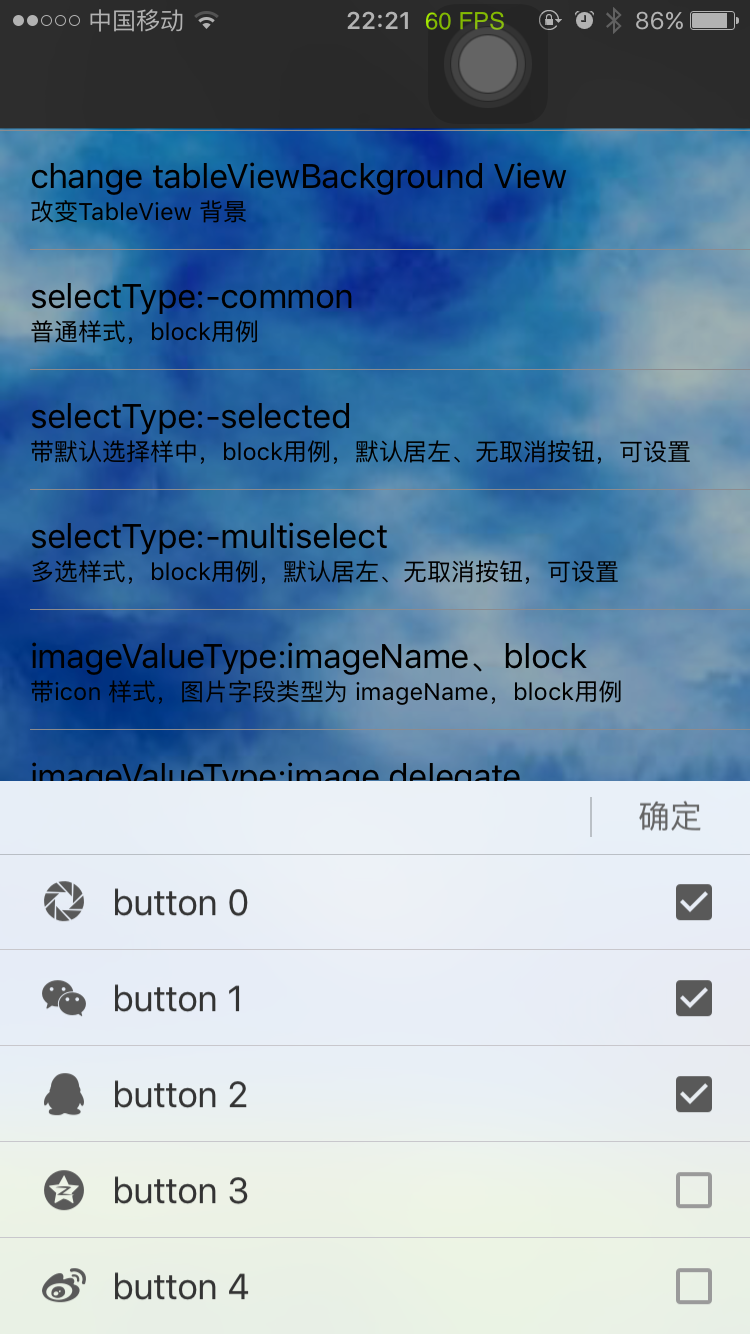 中国移动 22:21 60 FPS 86%
change tableViewBackground View
改变TableView 背景
selectType:-common
普通样式，block用例
selectType:-selected
带默认选择样中，block用例，默认居左、无取消按钮，可设置
selectType:-multiselect
多选样式，block用例，默认居左、无取消按钮，可设置
imageValueType:imageName、block
带icon 样式，图片字段类型为 imageName，block用例
imageValueType:image delegate
确定
button 0
button 1
button 2
button 3
button 4